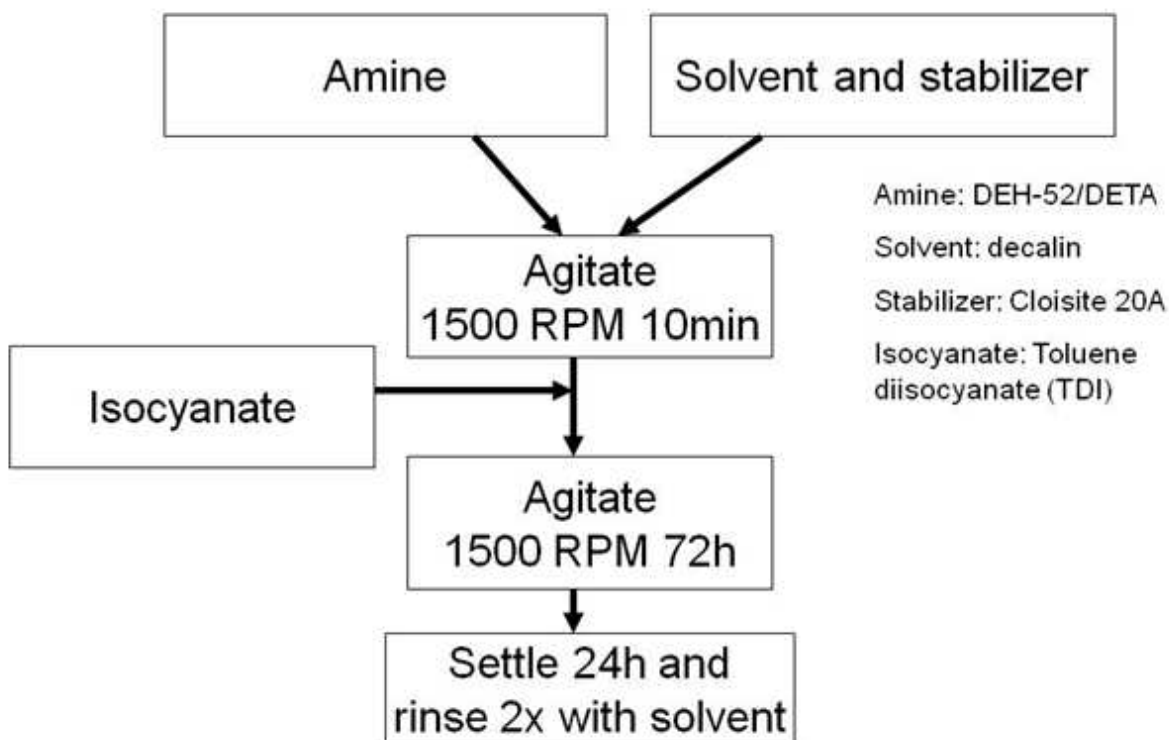 Amine
Solvent and stabilizer
Amine: DEH-52/DETA
Solvent: decalin
Stabilizer: Cloisite 20A
Isocyanate: Toluene
diisocyanate (TDI)
Agitate
1500 RPM 10min
Isocyanate
Agitate
1500 RPM 72h
Settle 24h and
rinse 2x with solvent